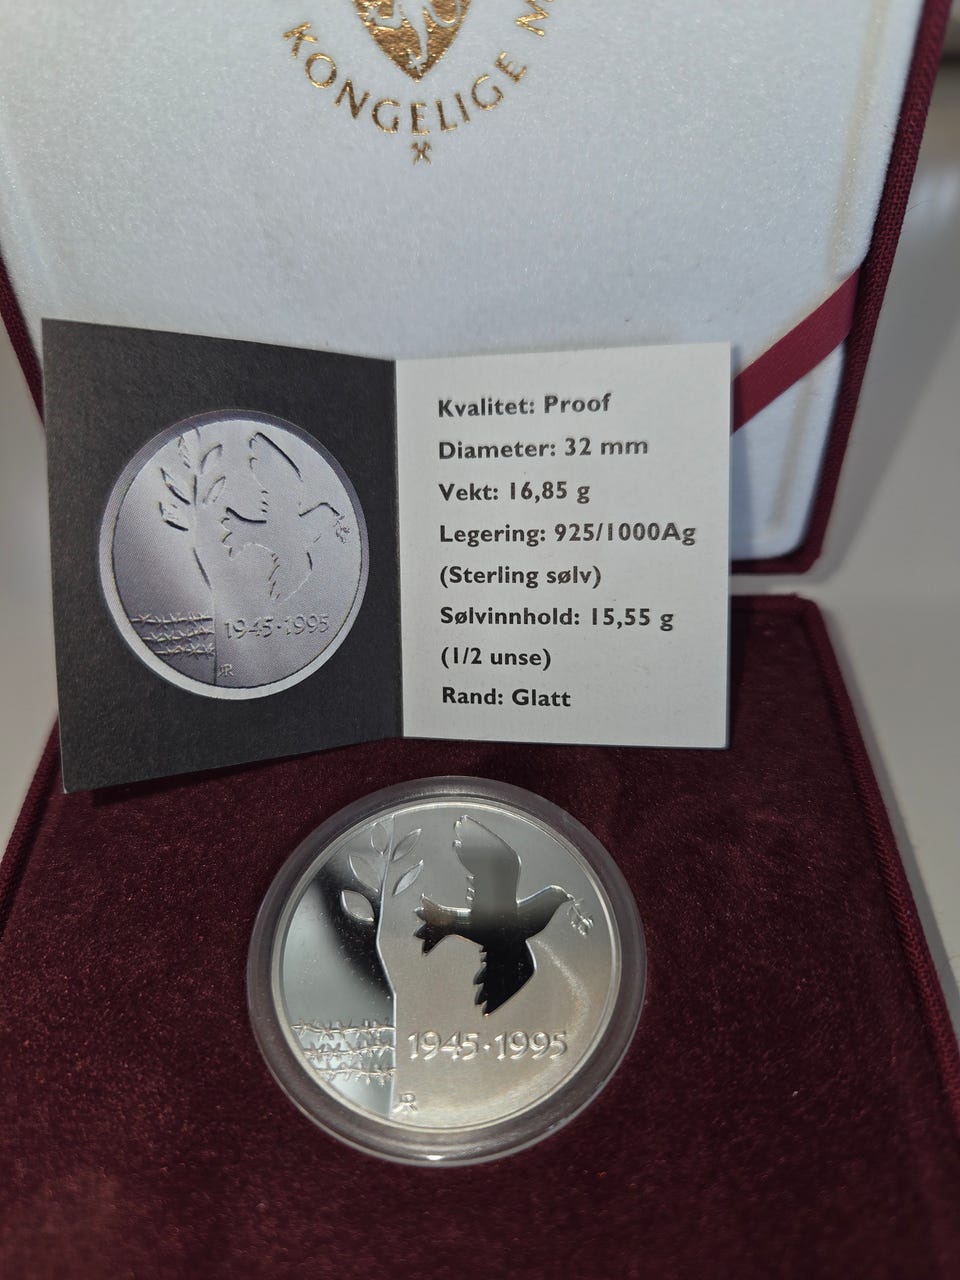 KONGELIGE
Kvalitet: Proof
Diameter: 32 mm
Vekt: 16,85 g
Legering: 925/1000Ag
(Sterling sølv)
Sølvinnhold: 15,55 g
(1/2 unse)
Rand: Glatt
1945·1995
1945·1995